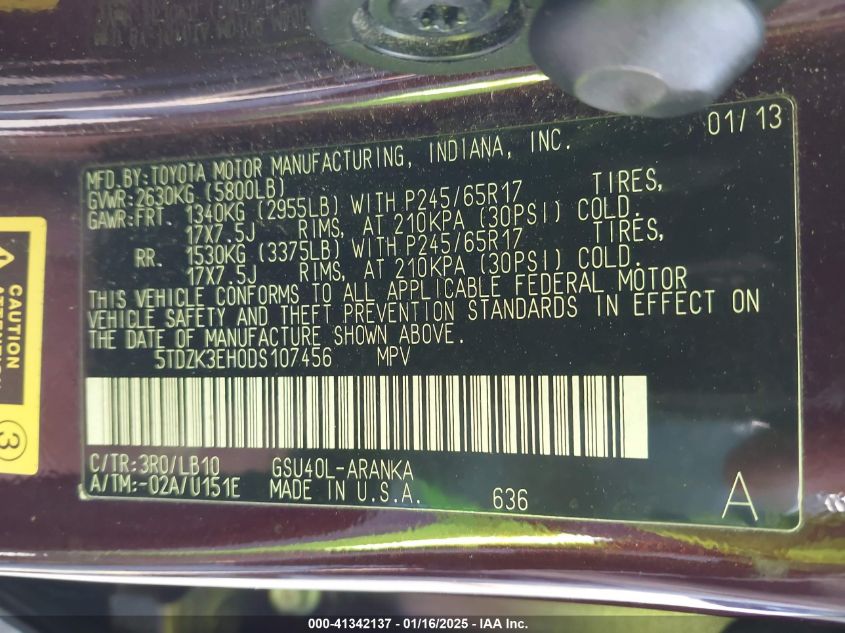 01/13
MFD.BY:TOYOTA MOTOR MANUFACTURING, INDIANA, INC.
GVWR:2630KG (5800LB)
GAWR:FRT. 1340KG (2955LB) WITH P245/65R17 TIRES,
17X7.5J RIMS, AT 210KPA (30PSI) COLD.
RR. 1530KG (3375LB) WITH P245/65R17 TIRES,
17X7.5J RIMS, AT 210KPA (30PSI) COLD.
THIS VEHICLE CONFORMS TO ALL APPLICABLE FEDERAL MOTOR
VEHICLE SAFETY AND THEFT PREVENTION STANDARDS IN EFFECT ON
THE DATE OF MANUFACTURE SHOWN ABOVE.
5TDZK3EH0DS107456 MPV
C/TR:3R0/LB10 GSU40L-ARANKA
A/TM:-02A/U151E MADE IN U.S.A. 636 A
CAUTION
3
000-41342137 - 01/16/2025 - IAA Inc.